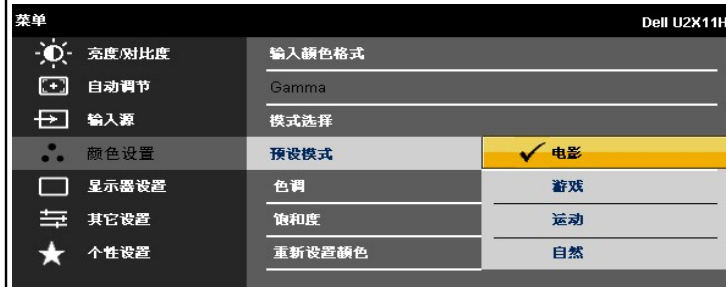 菜单 Dell U2X11H
亮度/对比度 输入颜色格式
自动调节 Gamma
输入源 模式选择
颜色设置 预设模式 电影
显示器设置 色调 游戏
其它设置 饱和度 运动
个性设置 重新设置颜色 自然